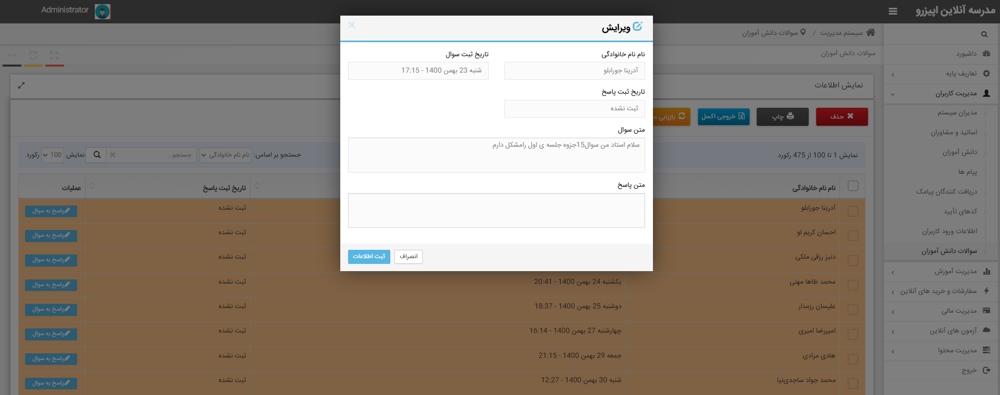 مدرسه آنلاین اپیزرو
Administrator
سیستم مدیریت / سوالات دانش آموزان
سوالات دانش آموزان
داشبورد
تعاریف پایه
مدیریت کاربران
مدیران سیستم
اساتید و مشاوران
دانش آموزان
پیام ها
دریافت کنندگان پیامک
کدهای تأیید
اطلاعات ورود کاربران
سوالات دانش آموزان
مدیریت آموزش
سفارشات و خرید های آنلاین
مدیریت مالی
آزمون های آنلاین
مدیریت محتوا
خروج
نمایش اطلاعات
حذف
چاپ
خروجی اکسل
بازیابی
نمایش 1 تا 100 از 475 رکورد
جستجو بر اساس: نام نام خانوادگی جستجو... نمایش 100 رکورد
نام نام خانوادگی تاریخ ثبت پاسخ عملیات
آدرینا جورابلو ثبت نشده پاسخ به سوال
احسان کریم لو ثبت نشده پاسخ به سوال
دنیز رزقی ملکی ثبت نشده پاسخ به سوال
محمد طاها مهنی یکشنبه 24 بهمن 1400 - 20:41 ثبت نشده پاسخ به سوال
علیسان رزمدار دوشنبه 25 بهمن 1400 - 18:37 ثبت نشده پاسخ به سوال
امیررضا امیری چهارشنبه 27 بهمن 1400 - 16:14 ثبت نشده پاسخ به سوال
هادی مرادی جمعه 29 بهمن 1400 - 21:15 ثبت نشده پاسخ به سوال
محمد جواد ساجدی‌نیا شنبه 30 بهمن 1400 - 12:27 ثبت نشده پاسخ به سوال
ویرایش
نام نام خانوادگی تاریخ ثبت سوال
آدرینا جورابلو شنبه 23 بهمن 1400 - 17:15
تاریخ ثبت پاسخ
ثبت نشده
متن سوال
سلام استاد من سوال15جزوه جلسه ی اول رامشکل دارم
متن پاسخ
انصراف ثبت اطلاعات